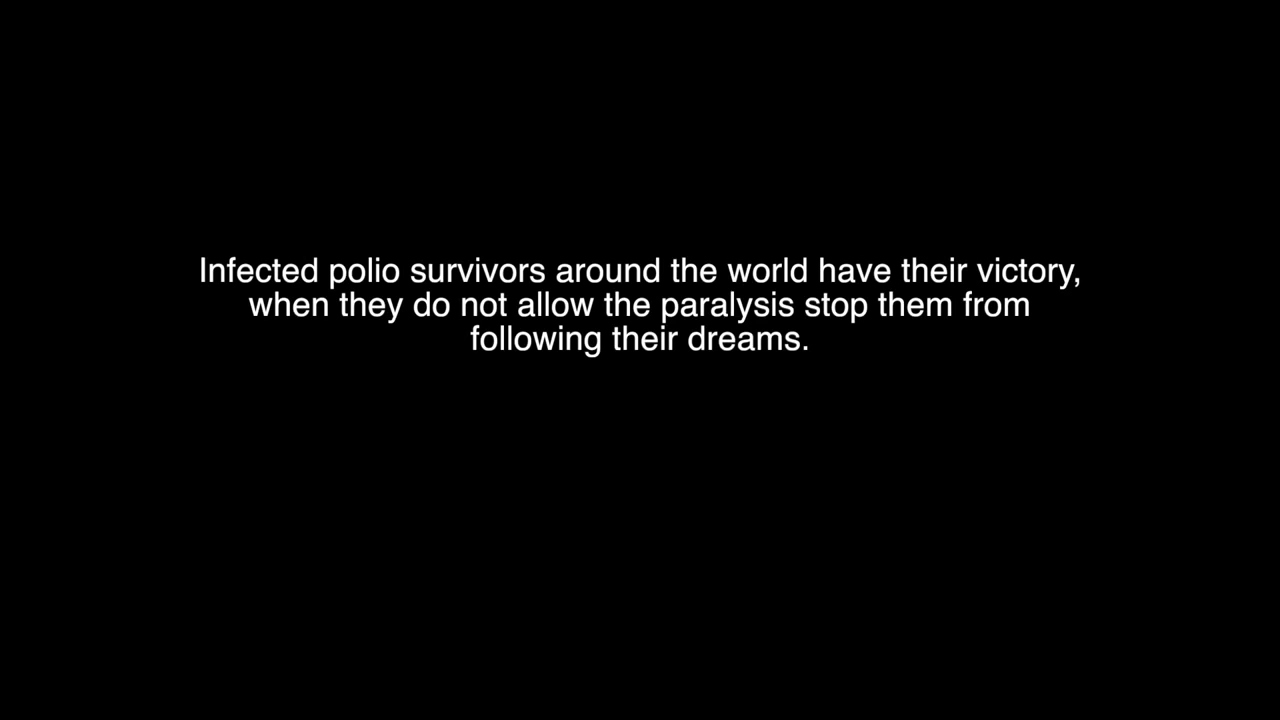 Infected polio survivors around the world have their victory,
when they do not allow the paralysis stop them from
following their dreams.